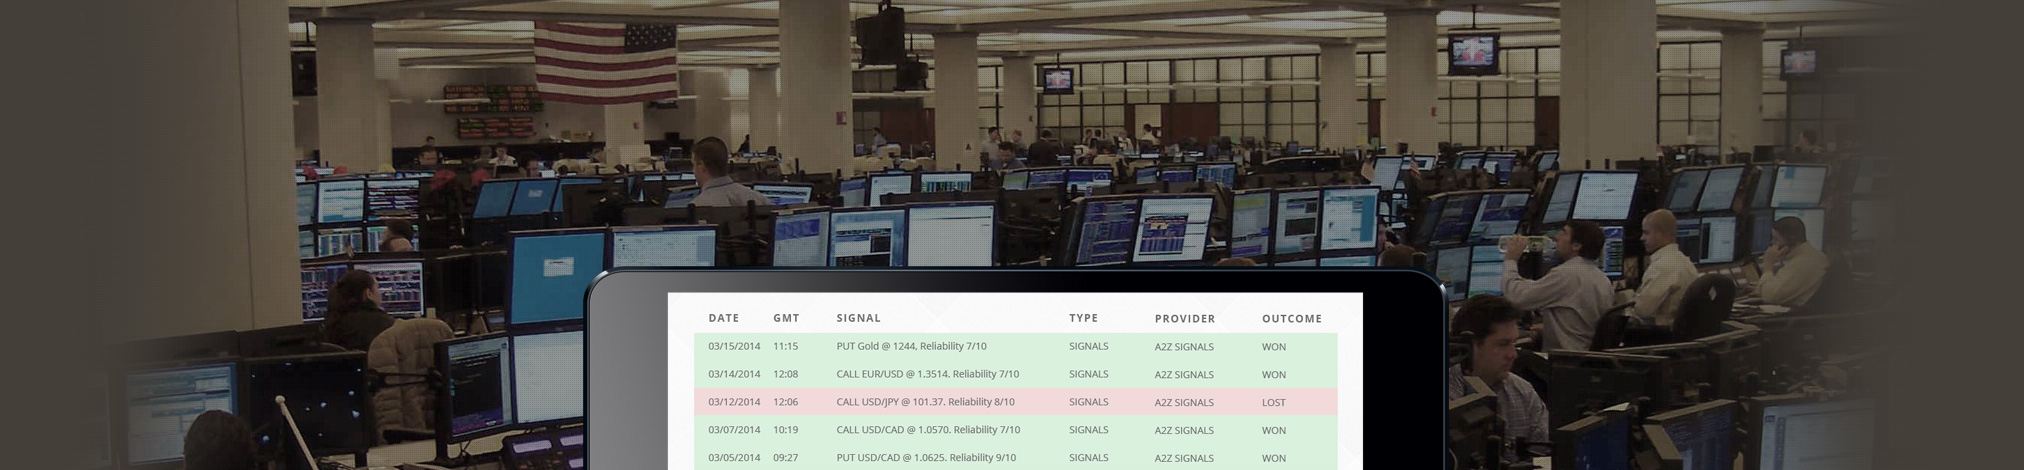 DATE GMT SIGNAL TYPE PROVIDER OUTCOME
03/15/2014 11:15 PUT Gold @ 1244. Reliability 7/10 SIGNALS A2Z SIGNALS WON
03/14/2014 12:08 CALL EUR/USD @ 1.3514. Reliability 7/10 SIGNALS A2Z SIGNALS WON
03/12/2014 12:06 CALL USD/JPY @ 101.37. Reliability 8/10 SIGNALS A2Z SIGNALS LOST
03/07/2014 10:19 CALL USD/CAD @ 1.0570. Reliability 7/10 SIGNALS A2Z SIGNALS WON
03/05/2014 09:27 PUT USD/CAD @ 1.0625. Reliability 9/10 SIGNALS A2Z SIGNALS WON